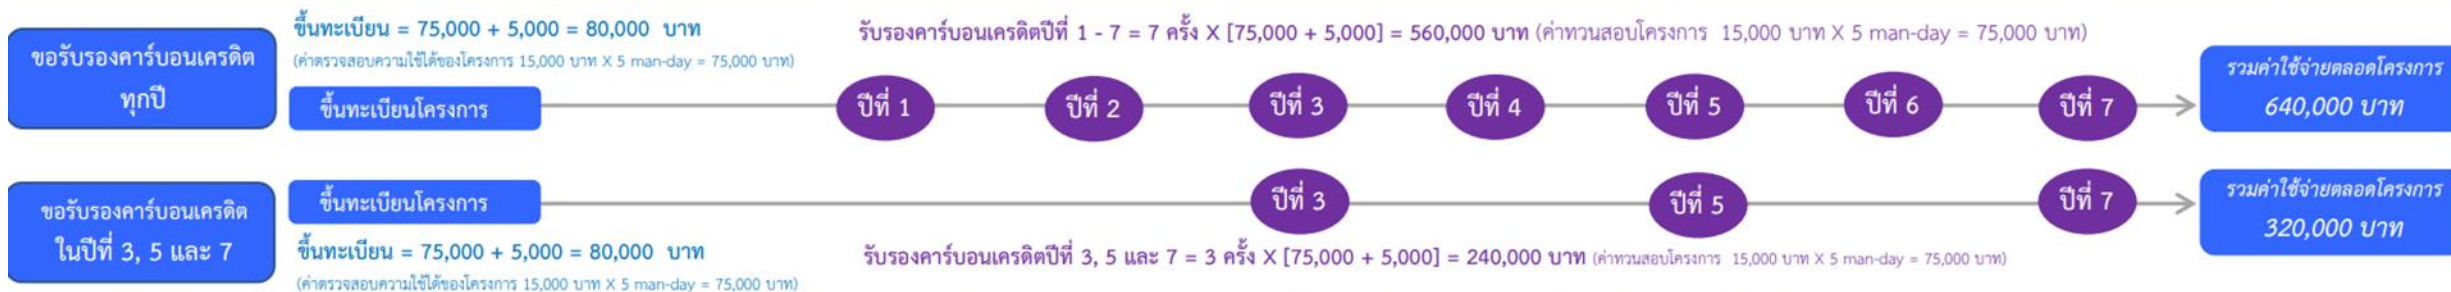 ขอรับรองคาร์บอนเครดิต
ทุกปี
ขึ้นทะเบียน = 75,000 + 5,000 = 80,000 บาท
(ค่าตรวจสอบความใช้ได้ของโครงการ 15,000 บาท X 5 man-day = 75,000 บาท)
ขึ้นทะเบียนโครงการ
รับรองคาร์บอนเครดิตปีที่ 1 - 7 = 7 ครั้ง X [75,000 + 5,000] = 560,000 บาท (ค่าทวนสอบโครงการ 15,000 บาท X 5 man-day = 75,000 บาท)
ปีที่ 1
ปีที่ 2
ปีที่ 3
ปีที่ 4
ปีที่ 5
ปีที่ 6
ปีที่ 7
รวมค่าใช้จ่ายตลอดโครงการ
640,000 บาท
ขอรับรองคาร์บอนเครดิต
ในปีที่ 3, 5 และ 7
ขึ้นทะเบียนโครงการ
ขึ้นทะเบียน = 75,000 + 5,000 = 80,000 บาท
(ค่าตรวจสอบความใช้ได้ของโครงการ 15,000 บาท X 5 man-day = 75,000 บาท)
ปีที่ 3
ปีที่ 5
ปีที่ 7
รับรองคาร์บอนเครดิตปีที่ 3, 5 และ 7 = 3 ครั้ง X [75,000 + 5,000] = 240,000 บาท (ค่าทวนสอบโครงการ 15,000 บาท X 5 man-day = 75,000 บาท)
รวมค่าใช้จ่ายตลอดโครงการ
320,000 บาท